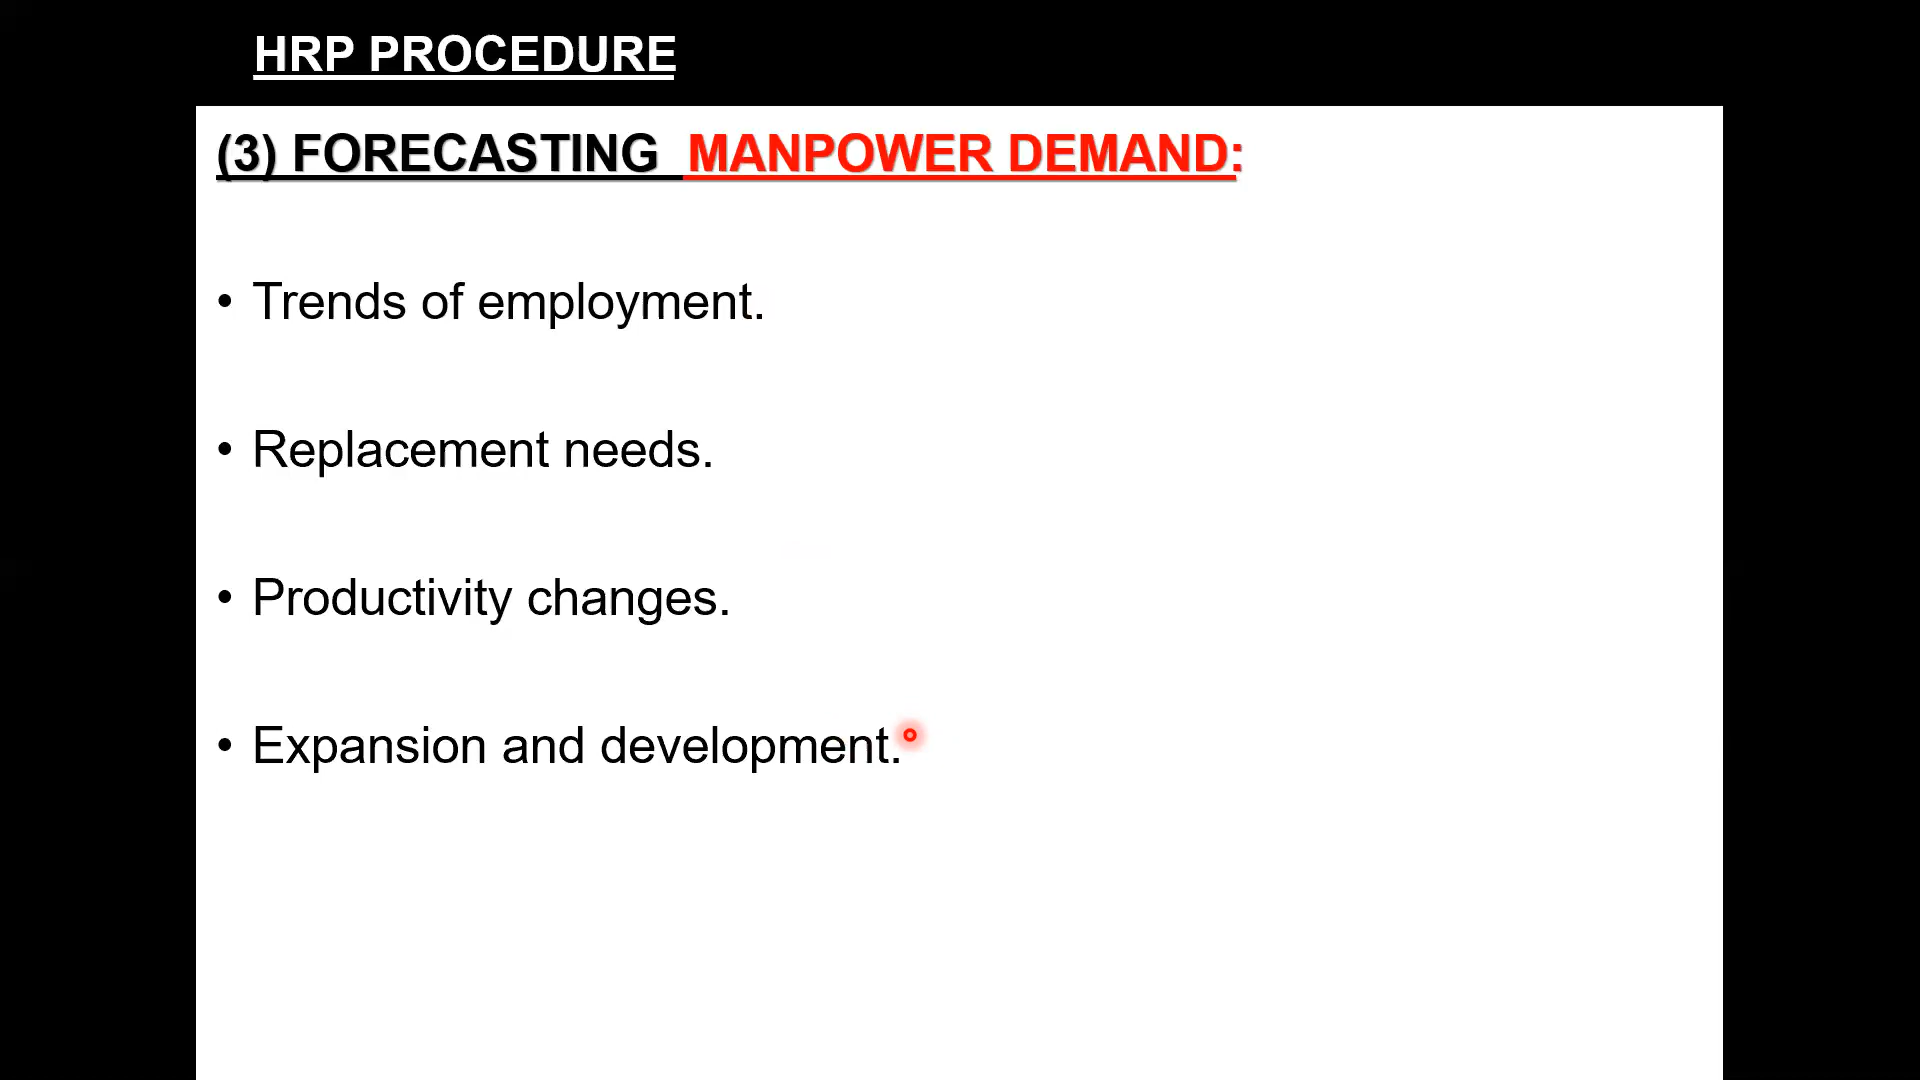 HRP PROCEDURE
(3) FORECASTING MANPOWER DEMAND:
• Trends of employment.
• Replacement needs.
• Productivity changes.
• Expansion and development.